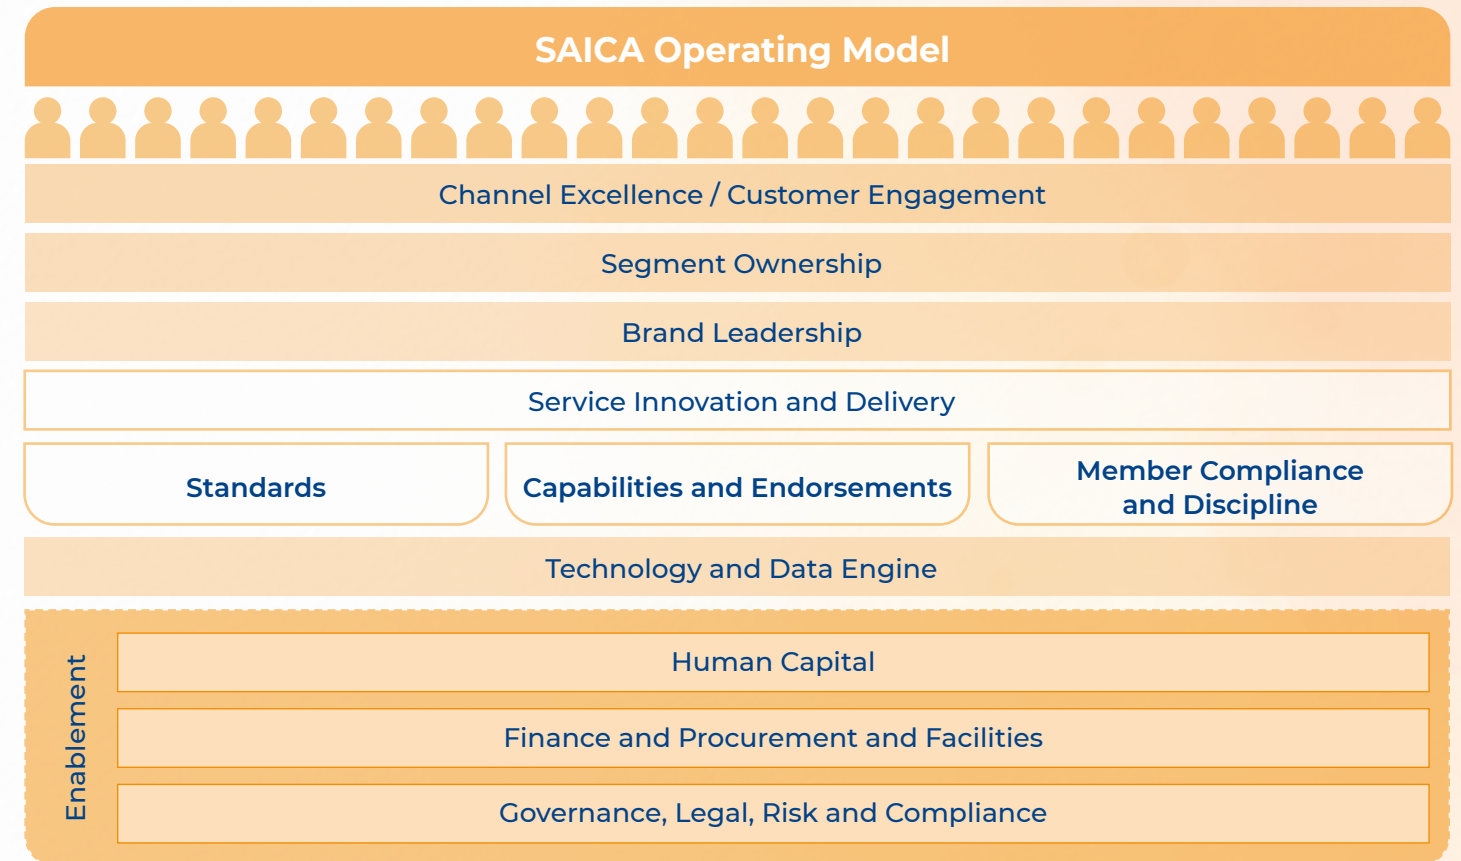 SAICA Operating Model
Channel Excellence / Customer Engagement
Segment Ownership
Brand Leadership
Service Innovation and Delivery
Standards
Capabilities and Endorsements
Member Compliance
and Discipline
Technology and Data Engine
Enablement
Human Capital
Finance and Procurement and Facilities
Governance, Legal, Risk and Compliance